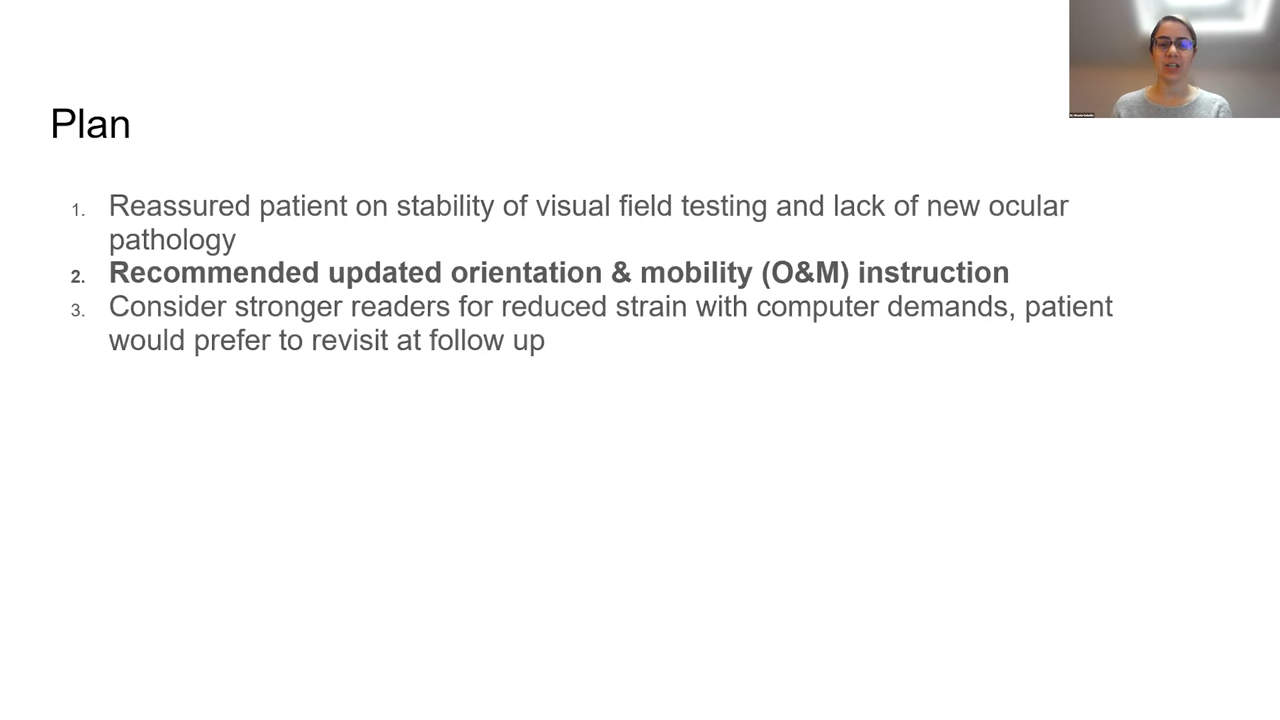 Plan
1. Reassured patient on stability of visual field testing and lack of new ocular
pathology
2. Recommended updated orientation & mobility (O&M) instruction
3. Consider stronger readers for reduced strain with computer demands, patient
would prefer to revisit at follow up